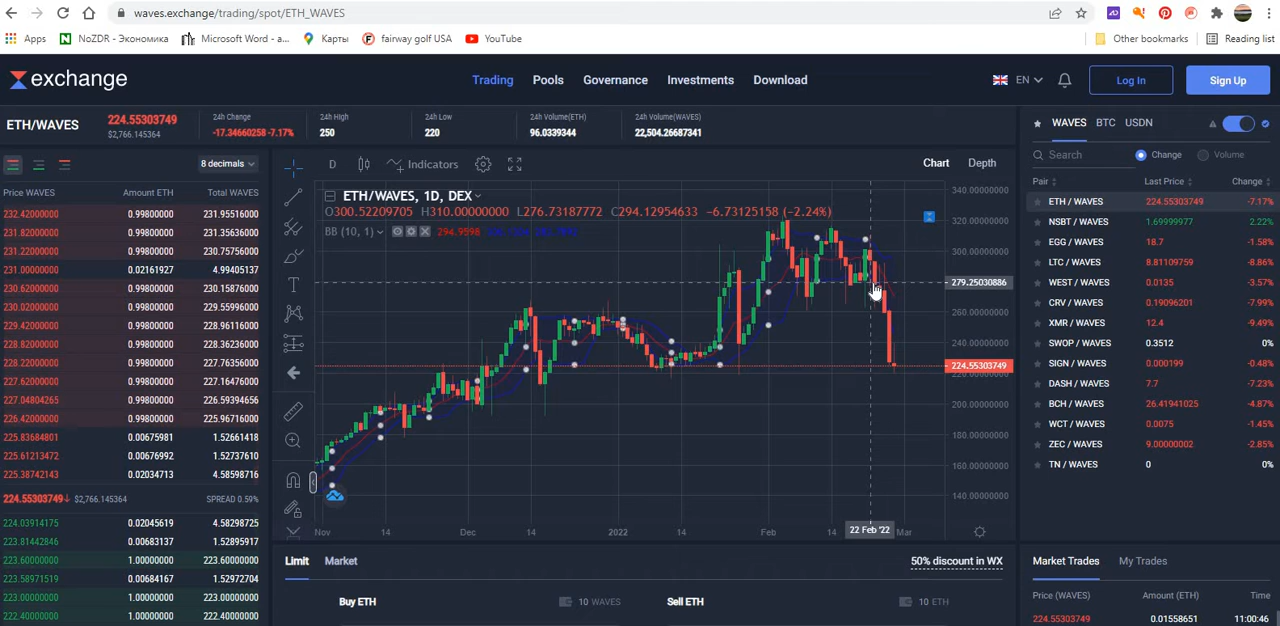 waves.exchange/trading/spot/ETH_WAVES
Apps NoZDR - Экономика Microsoft Word - a... Карты fairway golf USA YouTube Other bookmarks Reading list
exchange Trading Pools Governance Investments Download EN Log In Sign Up
ETH/WAVES 224.55303749 $2,766.145364
24h Change -17.34660258 -7.17%
24h High 250
24h Low 220
24h Volume(ETH) 96.0339344
24h Volume(WAVES) 22,504.26687341
8 decimals
Price WAVES Amount ETH Total WAVES
232.42000000 0.99800000 231.95516000
231.82000000 0.99800000 231.35636000
231.22000000 0.99800000 230.75756000
231.00000000 0.02161927 4.99405137
230.62000000 0.99800000 230.15876000
230.02000000 0.99800000 229.55996000
229.42000000 0.99800000 228.96116000
228.82000000 0.99800000 228.36236000
228.22000000 0.99800000 227.76356000
227.62000000 0.99800000 227.16476000
227.04804265 0.99800000 226.59394656
226.42000000 0.99800000 225.96716000
225.83684801 0.00675981 1.52661418
225.61213472 0.00676992 1.52737610
225.38742143 0.02034713 4.58598716
224.55303749 $2,766.145364 SPREAD 0.59%
224.03914175 0.02045619 4.58298725
223.81442846 0.00683137 1.52895917
223.60000000 1.00000000 223.60000000
223.58971519 0.00684167 1.52972704
223.00000000 1.00000000 223.00000000
222.40000000 1.00000000 222.40000000
D Indicators Chart Depth
ETH/WAVES, 1D, DEX
O300.52209705 H310.00000000 L276.73187772 C294.12954633 -6.73125158 (-2.24%)
BB (10, 1) 294.9598
340.00000000
320.00000000
300.00000000
279.25030886
260.00000000
240.00000000
224.55303749
200.00000000
180.00000000
160.00000000
140.00000000
Nov 14 Dec 14 2022 14 Feb 14 22 Feb '22 Mar
Limit Market 50% discount in WX
Buy ETH 10 WAVES Sell ETH 10 ETH
WAVES BTC USDN
Search Change Volume
Pair Last Price Change
ETH / WAVES 224.55303749 -7.17%
NSBT / WAVES 1.69999977 2.22%
EGG / WAVES 18.7 -1.58%
LTC / WAVES 8.81109759 -8.86%
WEST / WAVES 0.0135 -3.57%
CRV / WAVES 0.19096201 -7.99%
XMR / WAVES 12.4 -9.49%
SWOP / WAVES 0.3512 0%
SIGN / WAVES 0.000199 -0.48%
DASH / WAVES 7.7 -7.23%
BCH / WAVES 26.41941025 -4.87%
WCT / WAVES 0.0075 -1.45%
ZEC / WAVES 9.00000002 -2.85%
TN / WAVES 0 0%
Market Trades My Trades
Price (WAVES) Amount (ETH) Time
224.55303749 0.01558651 11:00:46